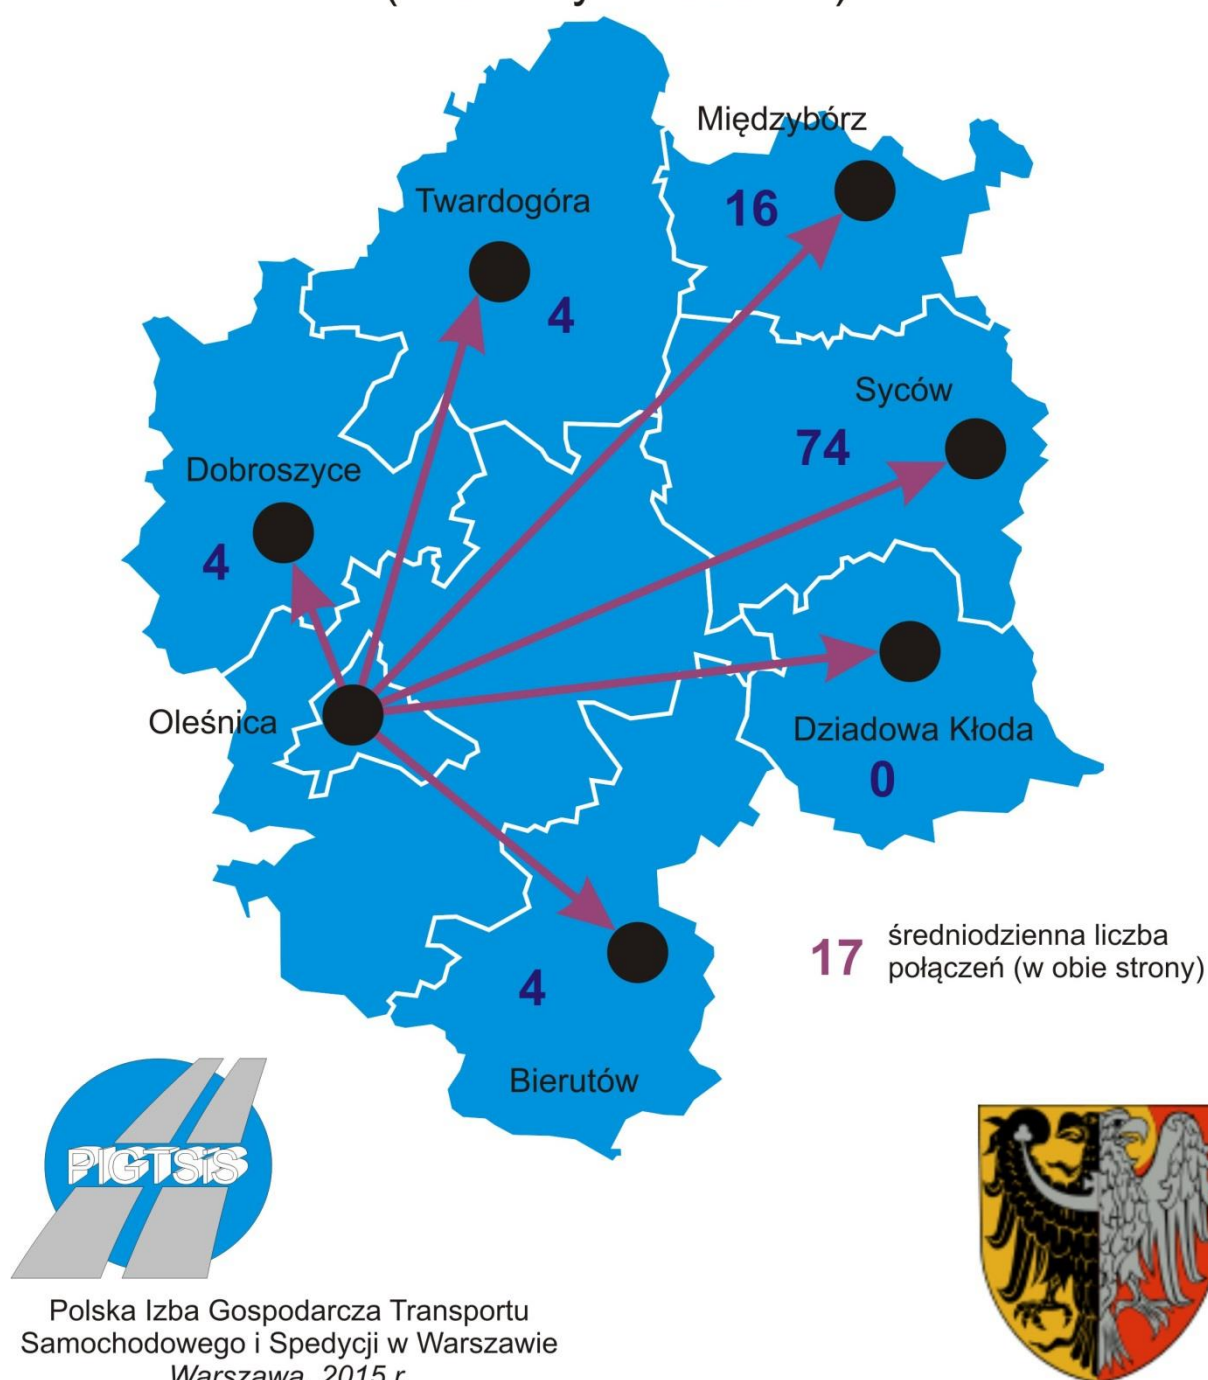 Międzybórz
16
Twardogóra
4
Syców
74
Dobroszyce
4
Oleśnica
Dziadowa Kłoda
0
17 średniodzienna liczba
połączeń (w obie strony)
4
Bierutów
PIGTSiS
Polska Izba Gospodarcza Transportu
Samochodowego i Spedycji w Warszawie
Warszawa, 2015 r.